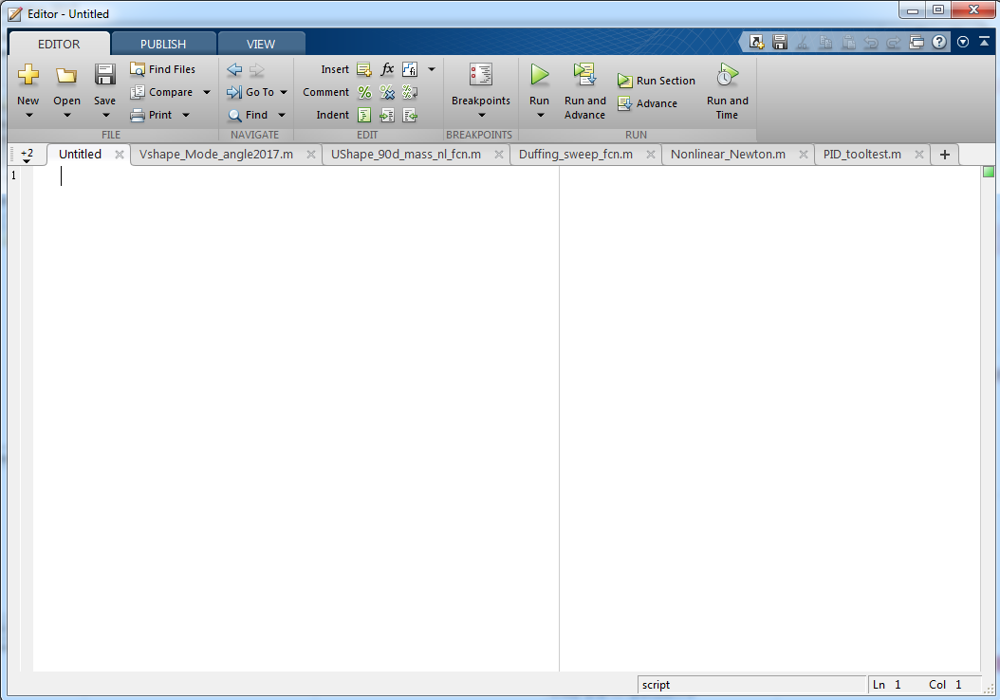 Editor - Untitled
EDITOR PUBLISH VIEW
New Open Save Find Files Compare Print
Go To Find
Insert fx
Comment
Indent
Breakpoints
Run Run and Advance Run Section Advance Run and Time
FILE NAVIGATE EDIT BREAKPOINTS RUN
+2 Untitled Vshape_Mode_angle2017.m UShape_90d_mass_nl_fcn.m Duffing_sweep_fcn.m Nonlinear_Newton.m PID_tooltest.m +
1
script Ln 1 Col 1